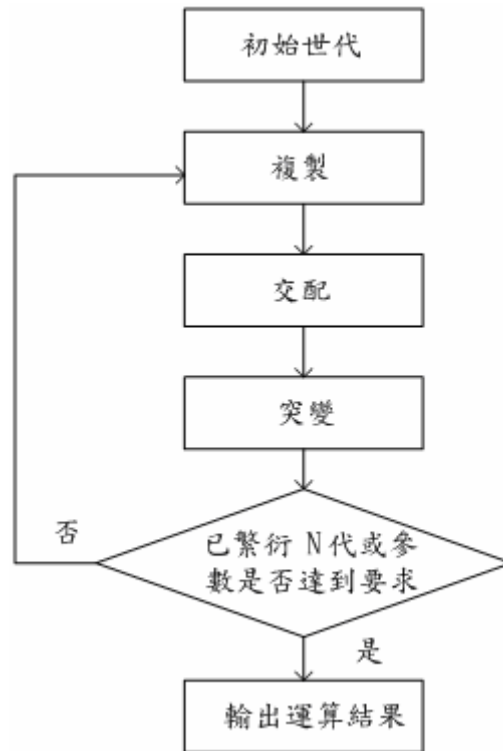 初始世代
複製
交配
突變
已繁衍 N代或參
數是否達到要求
否
是
輸出運算結果